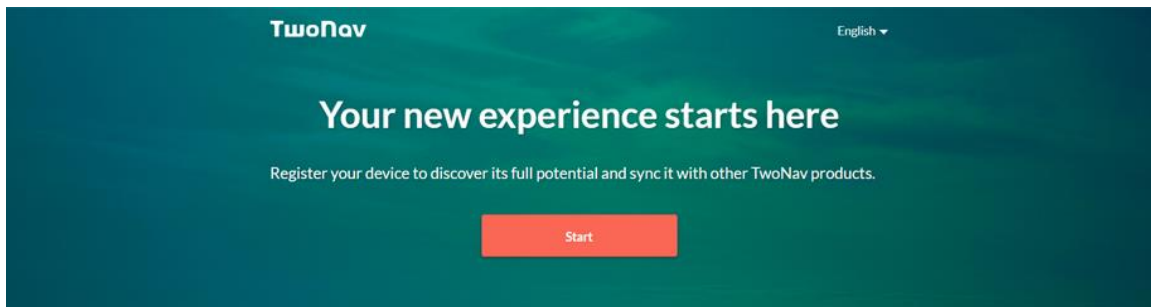 TwoNav
English
Your new experience starts here
Register your device to discover its full potential and sync it with other TwoNav products.
Start